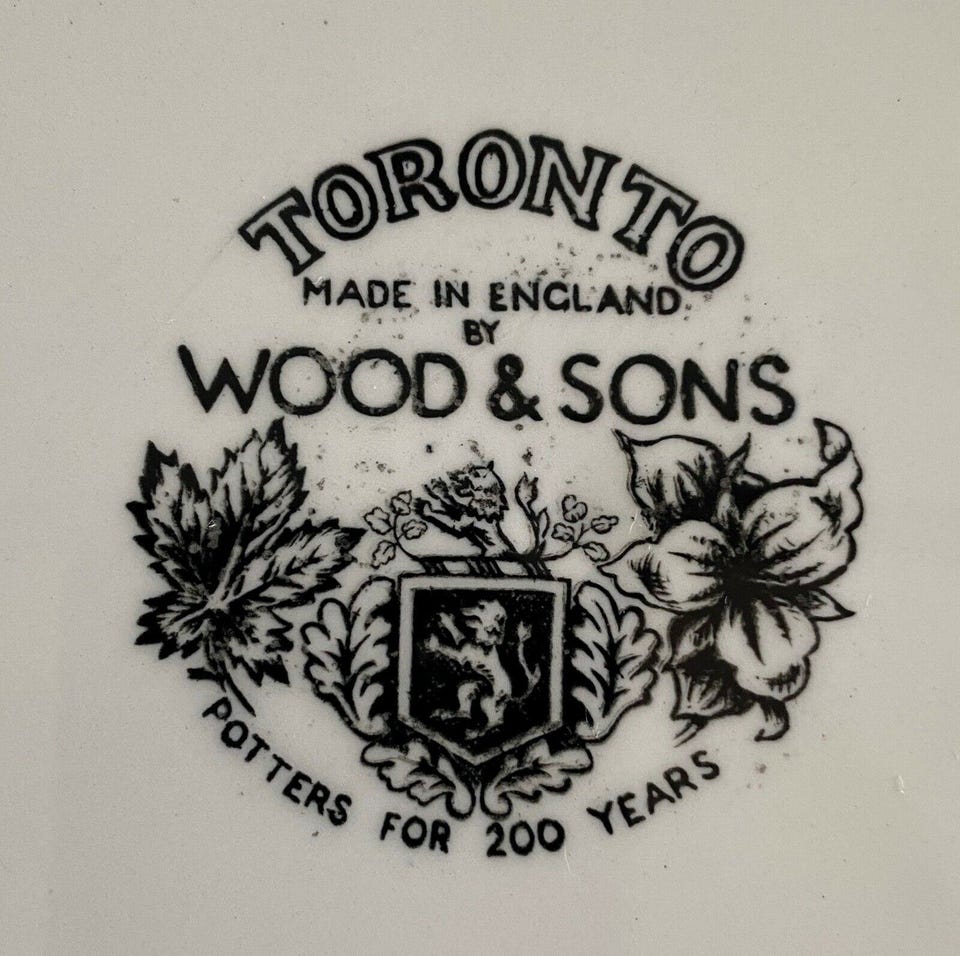 TORONTO
MADE IN ENGLAND
BY
WOOD & SONS
POTTERS FOR 200 YEARS